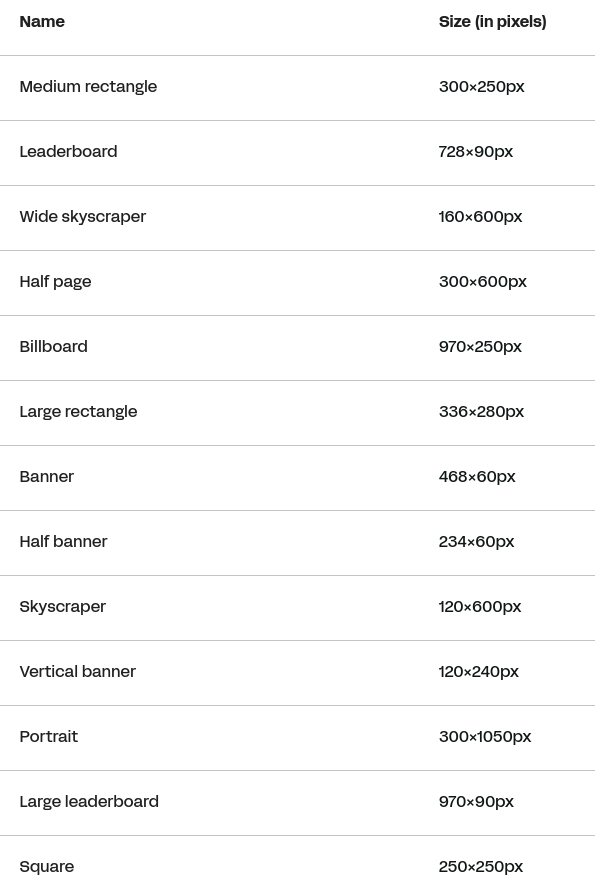 Name Size (in pixels)
Medium rectangle 300×250px
Leaderboard 728×90px
Wide skyscraper 160×600px
Half page 300×600px
Billboard 970×250px
Large rectangle 336×280px
Banner 468×60px
Half banner 234×60px
Skyscraper 120×600px
Vertical banner 120×240px
Portrait 300×1050px
Large leaderboard 970×90px
Square 250×250px